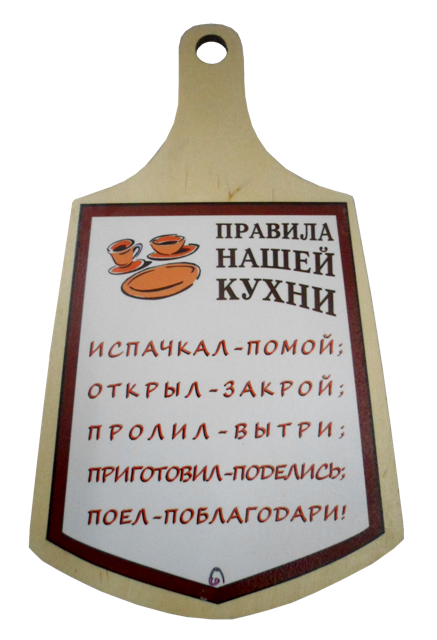 ПРАВИЛА
НАШЕЙ
КУХНИ
ИСПАЧКАЛ-ПОМОЙ;
ОТКРЫЛ-ЗАКРОЙ;
ПРОЛИЛ-ВЫТРИ;
ПРИГОТОВИЛ-ПОДЕЛИСЬ;
ПОЕЛ-ПОБЛАГОДАРИ!